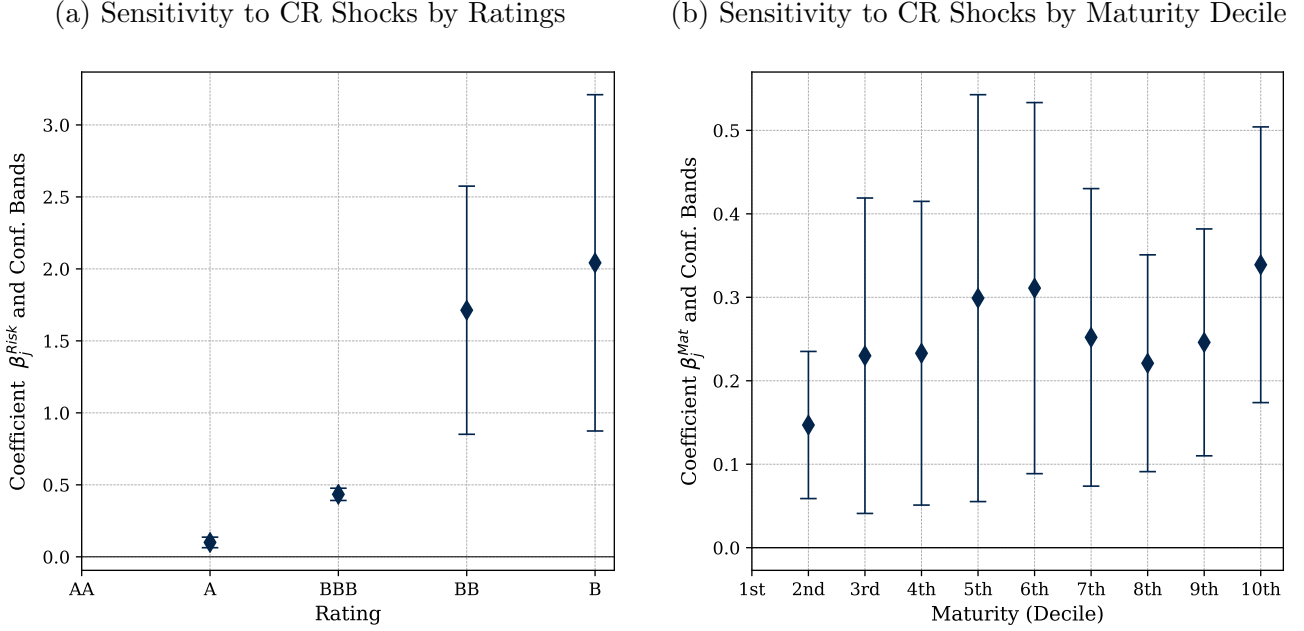 (a) Sensitivity to CR Shocks by Ratings
Coefficient β_j^{Risk} and Conf. Bands
3.0
2.5
2.0
1.5
1.0
0.5
0.0
AA A BBB BB B
Rating
(b) Sensitivity to CR Shocks by Maturity Decile
Coefficient β_j^{Mat} and Conf. Bands
0.5
0.4
0.3
0.2
0.1
0.0
1st 2nd 3rd 4th 5th 6th 7th 8th 9th 10th
Maturity (Decile)